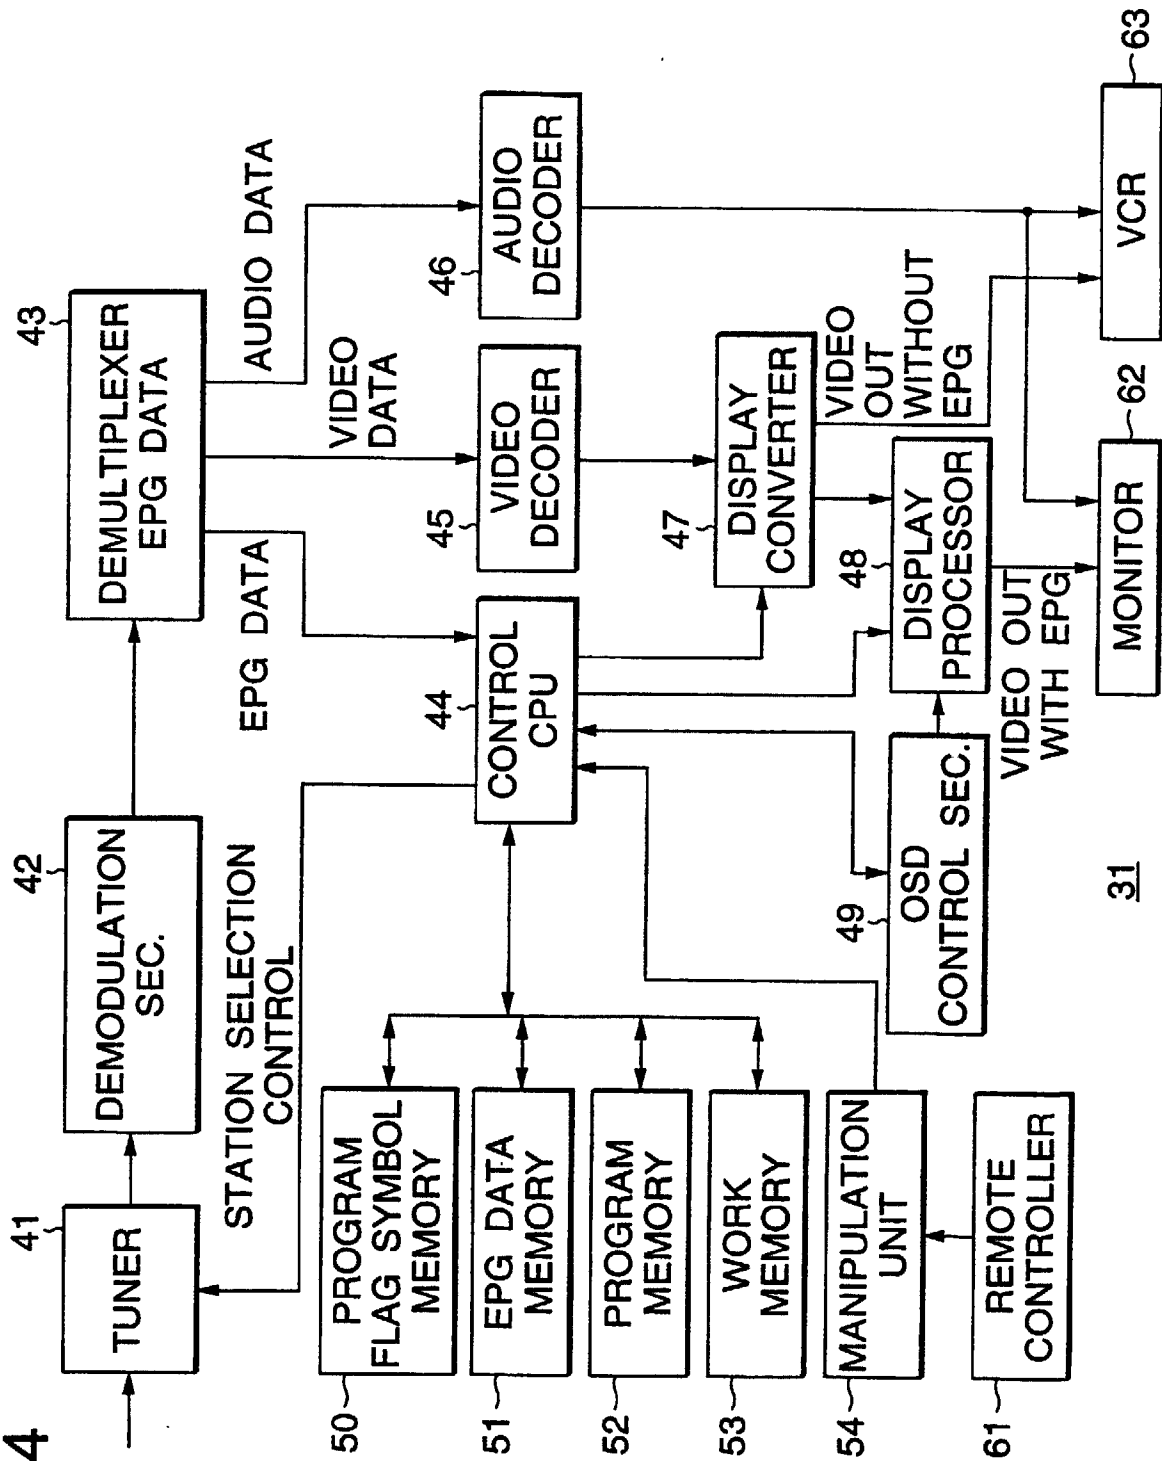 4
41
TUNER
42
DEMODULATION
SEC.
43
DEMULTIPLEXER
EPG DATA
STATION SELECTION
CONTROL
EPG DATA
VIDEO
DATA
AUDIO DATA
44
CONTROL
CPU
45
VIDEO
DECODER
46
AUDIO
DECODER
50
PROGRAM
FLAG SYMBOL
MEMORY
51
EPG DATA
MEMORY
52
PROGRAM
MEMORY
53
WORK
MEMORY
54
MANIPULATION
UNIT
61
REMOTE
CONTROLLER
47
DISPLAY
CONVERTER
VIDEO
OUT
WITHOUT
EPG
48
DISPLAY
PROCESSOR
49
OSD
CONTROL SEC.
VIDEO OUT
WITH EPG
62
MONITOR
63
VCR
31